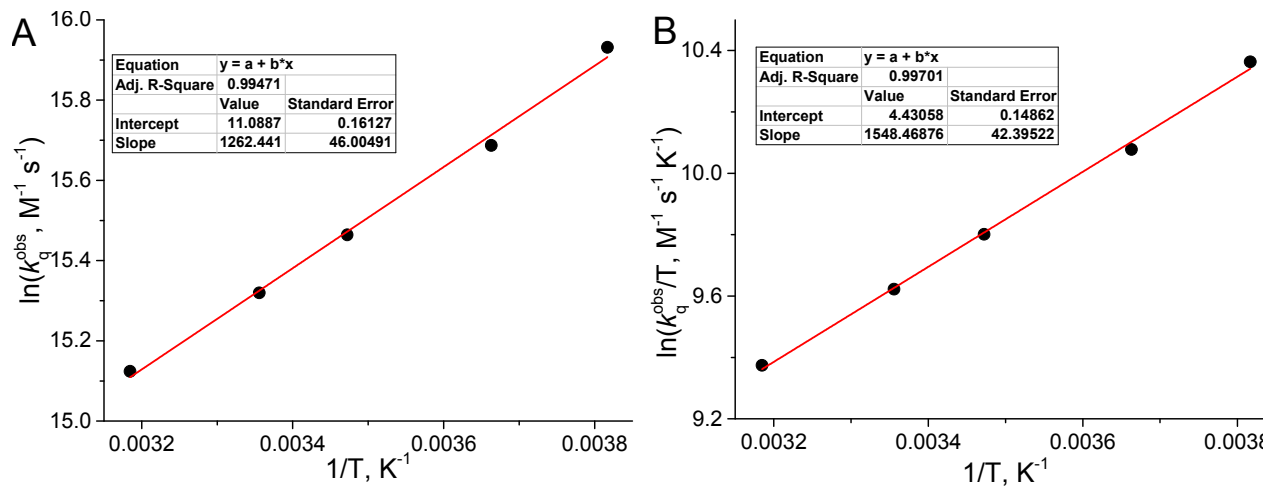 A
Equation y = a + b*x
Adj. R-Square 0.99471
Value Standard Error
Intercept 11.0887 0.16127
Slope 1262.441 46.00491
ln(k_q^obs, M^-1 s^-1)
16.0
15.8
15.6
15.4
15.2
15.0
0.0032 0.0034 0.0036 0.0038
1/T, K^-1
B
Equation y = a + b*x
Adj. R-Square 0.99701
Value Standard Error
Intercept 4.43058 0.14862
Slope 1548.46876 42.39522
ln(k_q^obs/T, M^-1 s^-1 K^-1)
10.4
10.0
9.6
9.2
0.0032 0.0034 0.0036 0.0038
1/T, K^-1